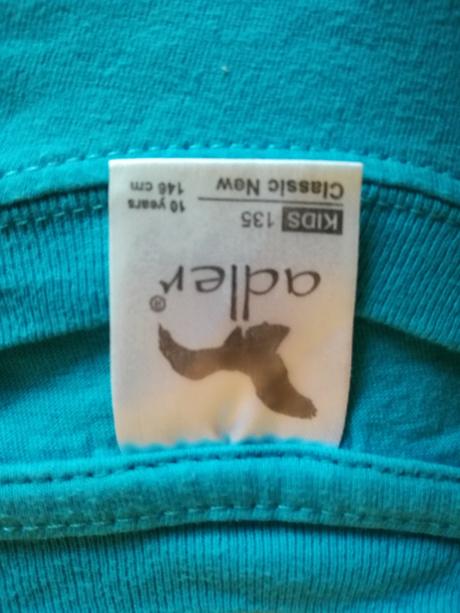 adler®
KIDS 135
Classic New 10 years
146 cm